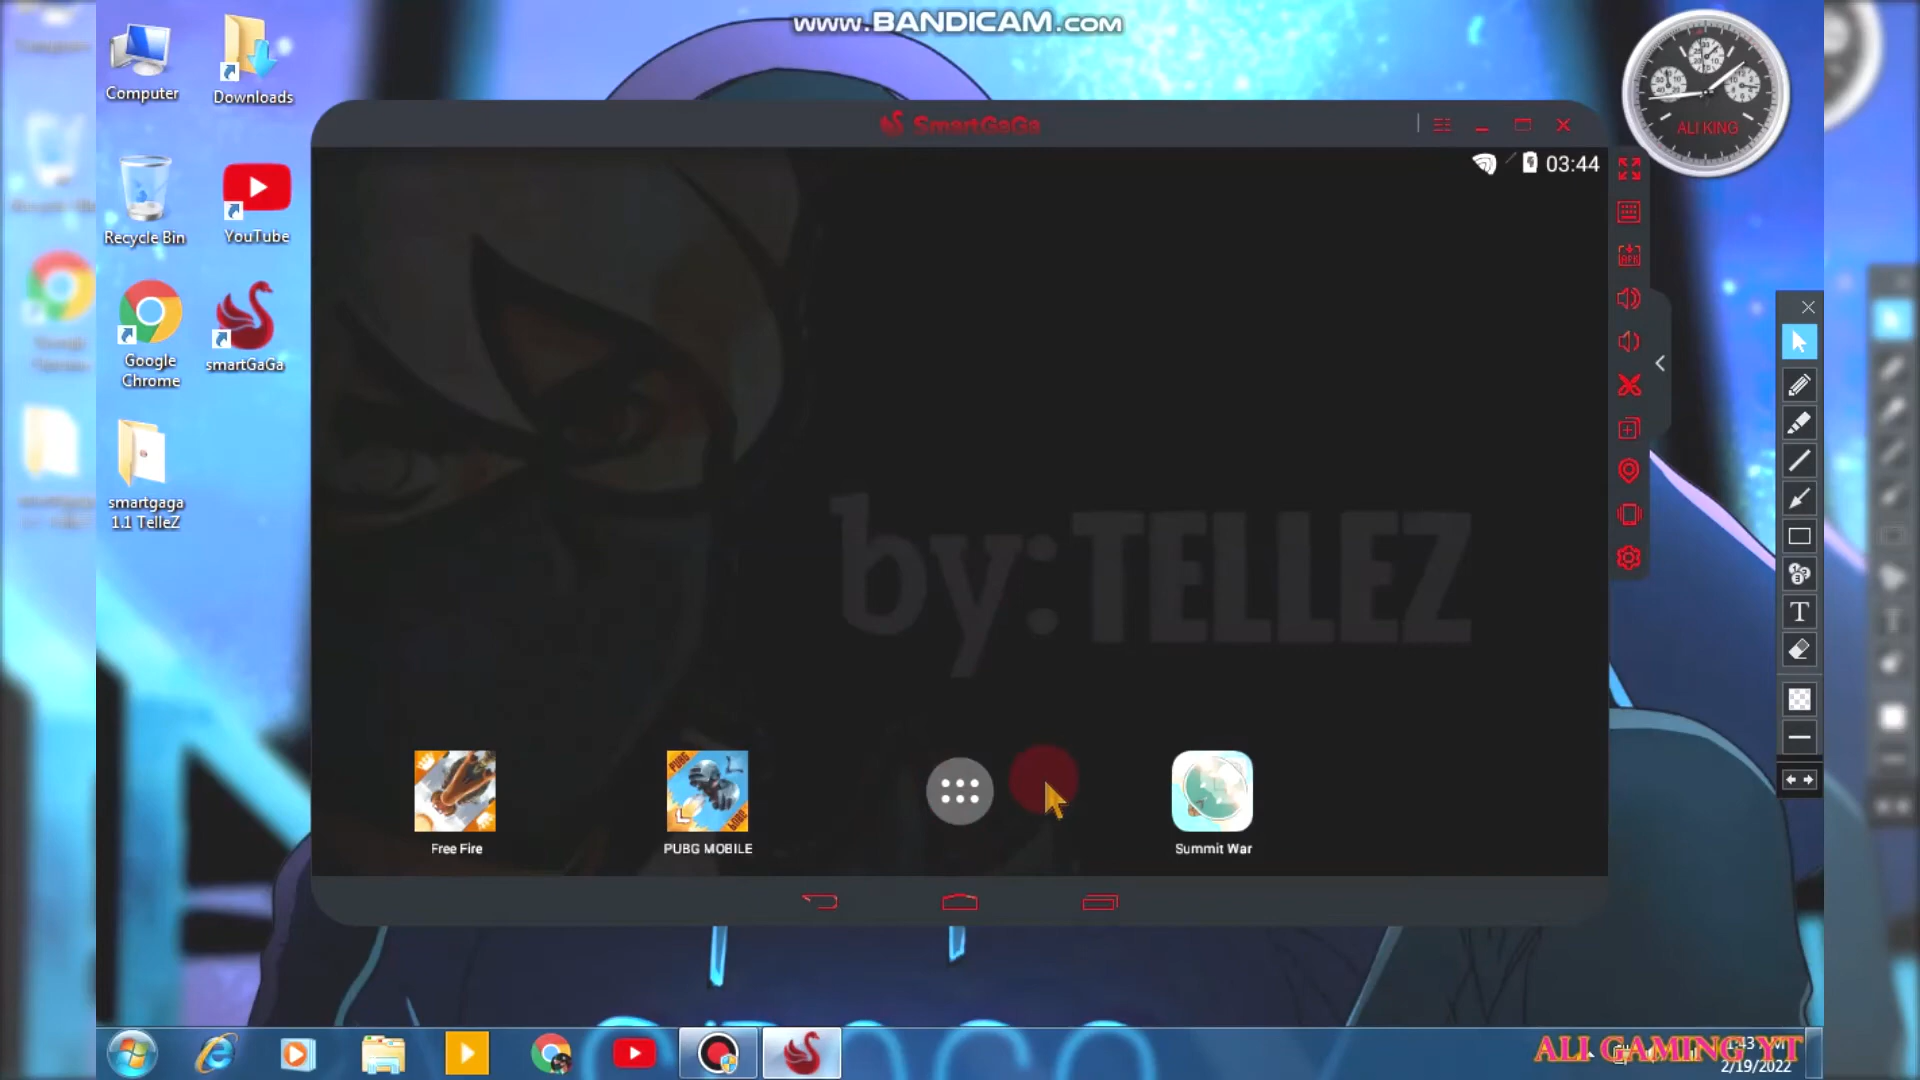 www.BANDICAM.com
Computer
Downloads
Recycle Bin
YouTube
Google
Chrome
smartGaGa
smartgaga
1.1 TelleZ
SmartGaGa
03:44
ALI KING
APK
by:TELLEZ
Free Fire
PUBG MOBILE
Summit War
T
ALI GAMING YT
2/19/2022